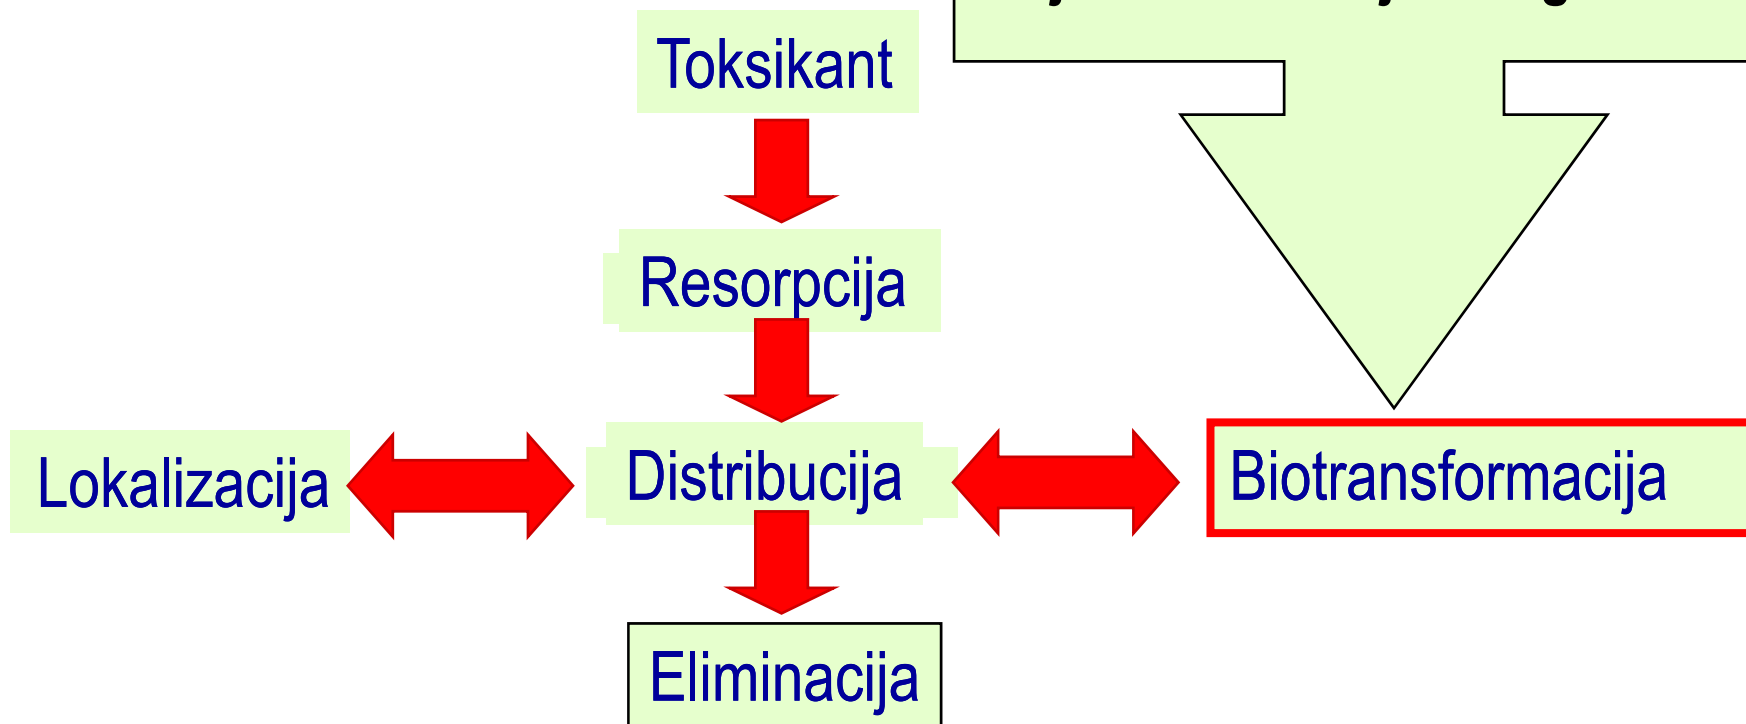 Toksikant
Resorpcija
Lokalizacija
Distribucija
Biotransformacija
Eliminacija